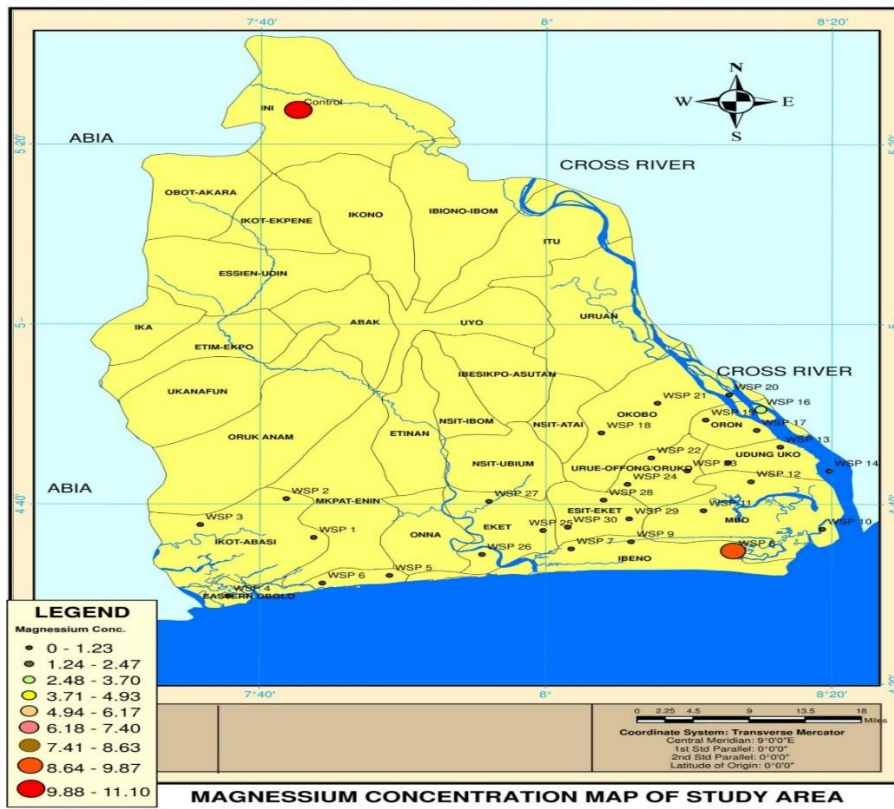 7°40' 8° 8°20'
N
W E
S
INI Control
ABIA
5°20' 5°20'
CROSS RIVER
OBOT-AKARA
IKOT-EKPENE IKONO IBIONO-IBOM
ITU
ESSIEN-UDIN
5° 5°
IKA ABAK UYO URUAN
ETIM-EKPO
CROSS RIVER
IBESIKPO-ASUTAN
UKANAFUN
WSP 20
WSP 21 WSP 16
OKOBO WSP 19
NSIT-IBOM NSIT-ATAI ORON WSP 17
ORUK ANAM ETINAN WSP 18
WSP 13
UDUNG UKO
NSIT-UBIUM WSP 22
URUE-OFFONG/ORUKO WSP 23 WSP 14
WSP 24 WSP 12
ABIA
4°40' 4°40'
WSP 2 WSP 27 WSP 28
MKPAT-ENIN
ESIT-EKET WSP 11
WSP 3 WSP 29 MBO
ONNA EKET WSP 25 WSP 30 WSP 10
WSP 1
IKOT-ABASI
WSP 7 WSP 9 WSP 8
WSP 26 IBENO
WSP 6 WSP 5
WSP 4
EASTERN OBOLO
7°40' 8° 8°20'
LEGEND
Magnessium Conc.
0 - 1.23
1.24 - 2.47
2.48 - 3.70
3.71 - 4.93
4.94 - 6.17
6.18 - 7.40
7.41 - 8.63
8.64 - 9.87
9.88 - 11.10
0 2.25 4.5 9 13.5 18
Miles
Coordinate System: Transverse Mercator
Central Meridian: 9°0'0"E
1st Std Parallel: 0°0'0"
2nd Std Parallel: 0°0'0"
Latitude of Origin: 0°0'0"
MAGNESSIUM CONCENTRATION MAP OF STUDY AREA